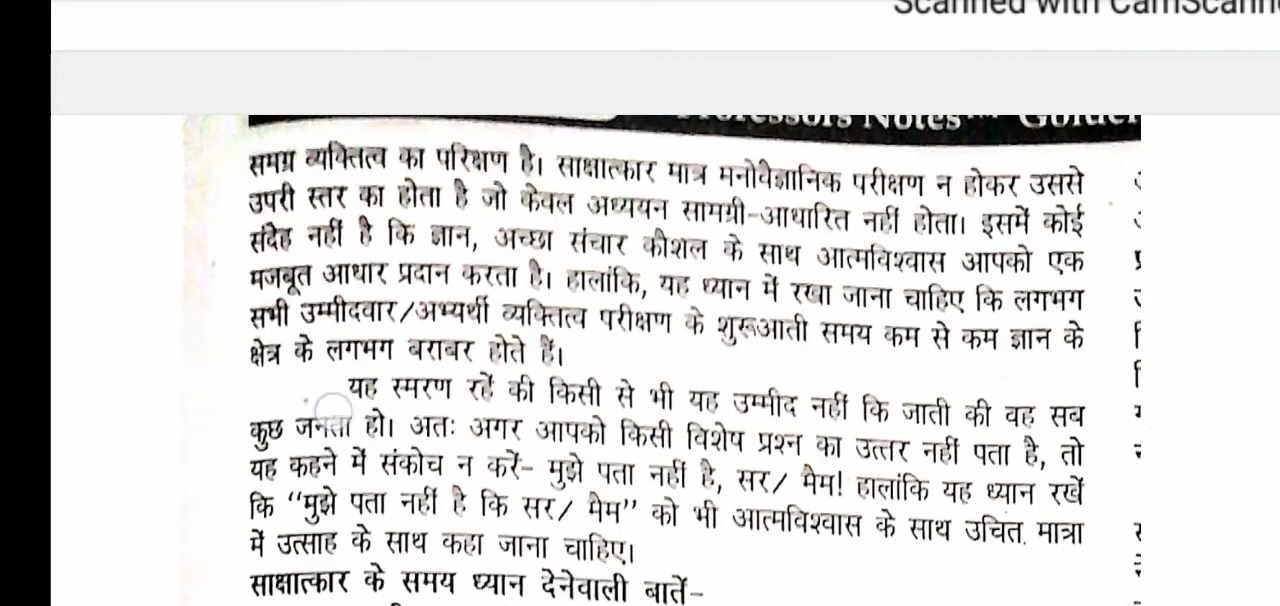 Scanned with CamScanne
Professors Notes Golden
समग्र व्यक्तित्व का परिक्षण है। साक्षात्कार मात्र मनोवैज्ञानिक परीक्षण न होकर उससे
उपरी स्तर का होता है जो केवल अध्ययन सामग्री-आधारित नहीं होता। इसमें कोई
संदेह नहीं है कि ज्ञान, अच्छा संचार कौशल के साथ आत्मविश्वास आपको एक
मजबूत आधार प्रदान करता है। हालांकि, यह ध्यान में रखा जाना चाहिए कि लगभग
सभी उम्मीदवार/अभ्यर्थी व्यक्तित्व परीक्षण के शुरूआती समय कम से कम ज्ञान के
क्षेत्र के लगभग बराबर होते हैं।
यह स्मरण रहें की किसी से भी यह उम्मीद नहीं कि जाती की वह सब
कुछ जनता हो। अतः अगर आपको किसी विशेष प्रश्न का उत्तर नहीं पता है, तो
यह कहने में संकोच न करें- मुझे पता नहीं है, सर/ मैम! हालांकि यह ध्यान रखें
कि “मुझे पता नहीं है कि सर/ मैम” को भी आत्मविश्वास के साथ उचित मात्रा
में उत्साह के साथ कहा जाना चाहिए।
साक्षात्कार के समय ध्यान देनेवाली बातें-